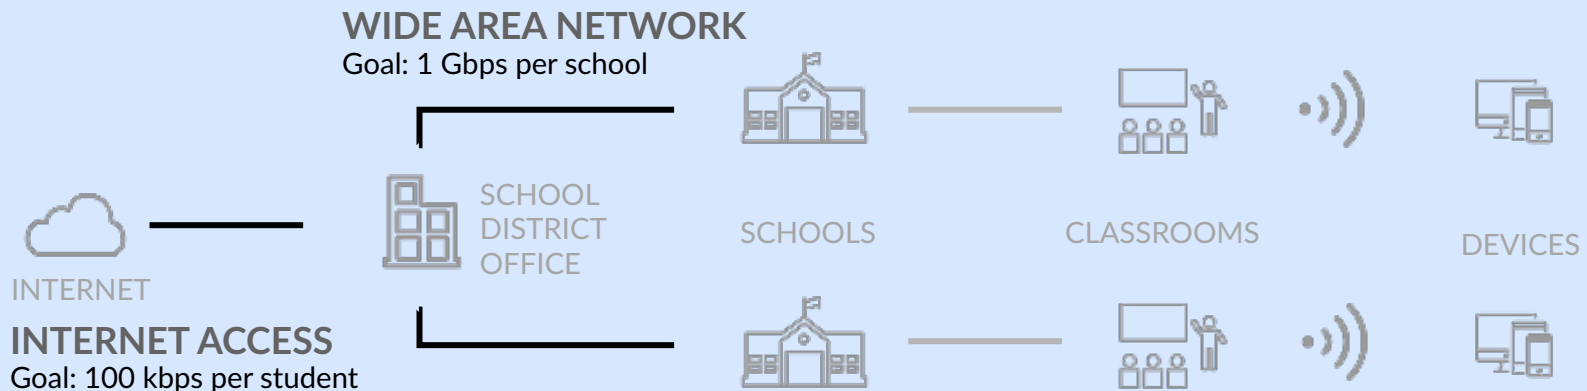 WIDE AREA NETWORK
Goal: 1 Gbps per school
SCHOOL
DISTRICT
OFFICE
SCHOOLS
CLASSROOMS
DEVICES
INTERNET
INTERNET ACCESS
Goal: 100 kbps per student